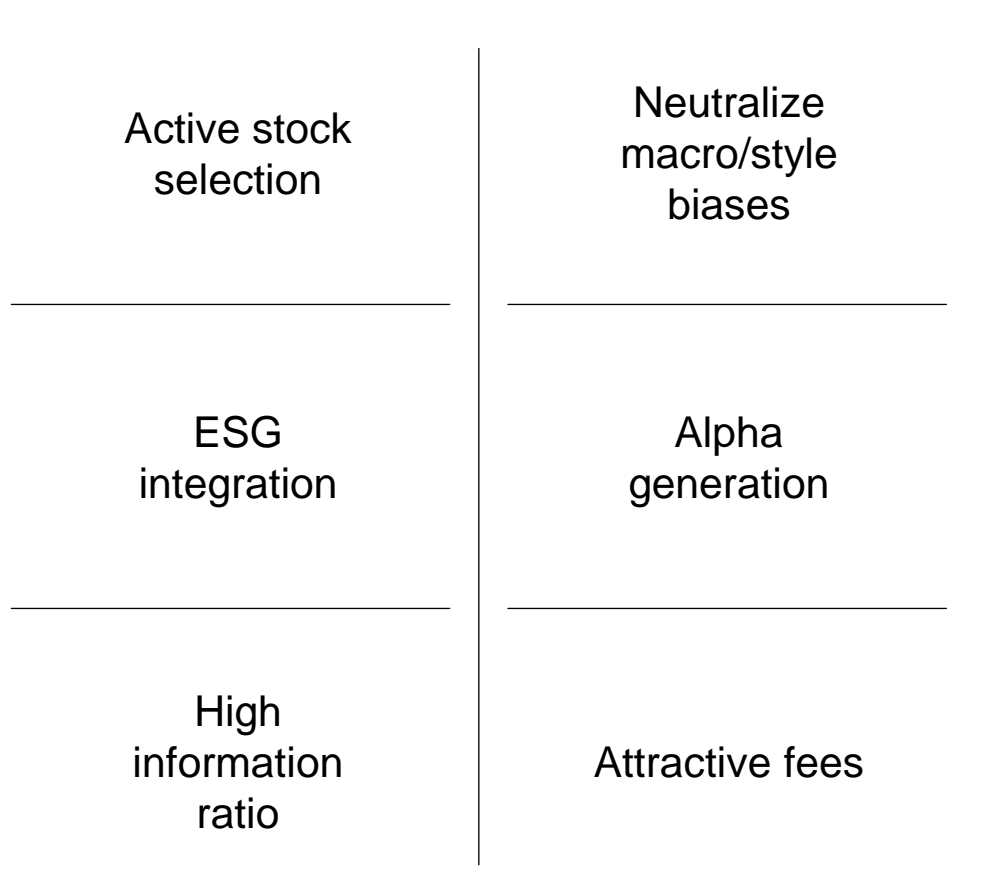 Active stock
selection
Neutralize
macro/style
biases
ESG
integration
Alpha
generation
High
information
ratio
Attractive fees